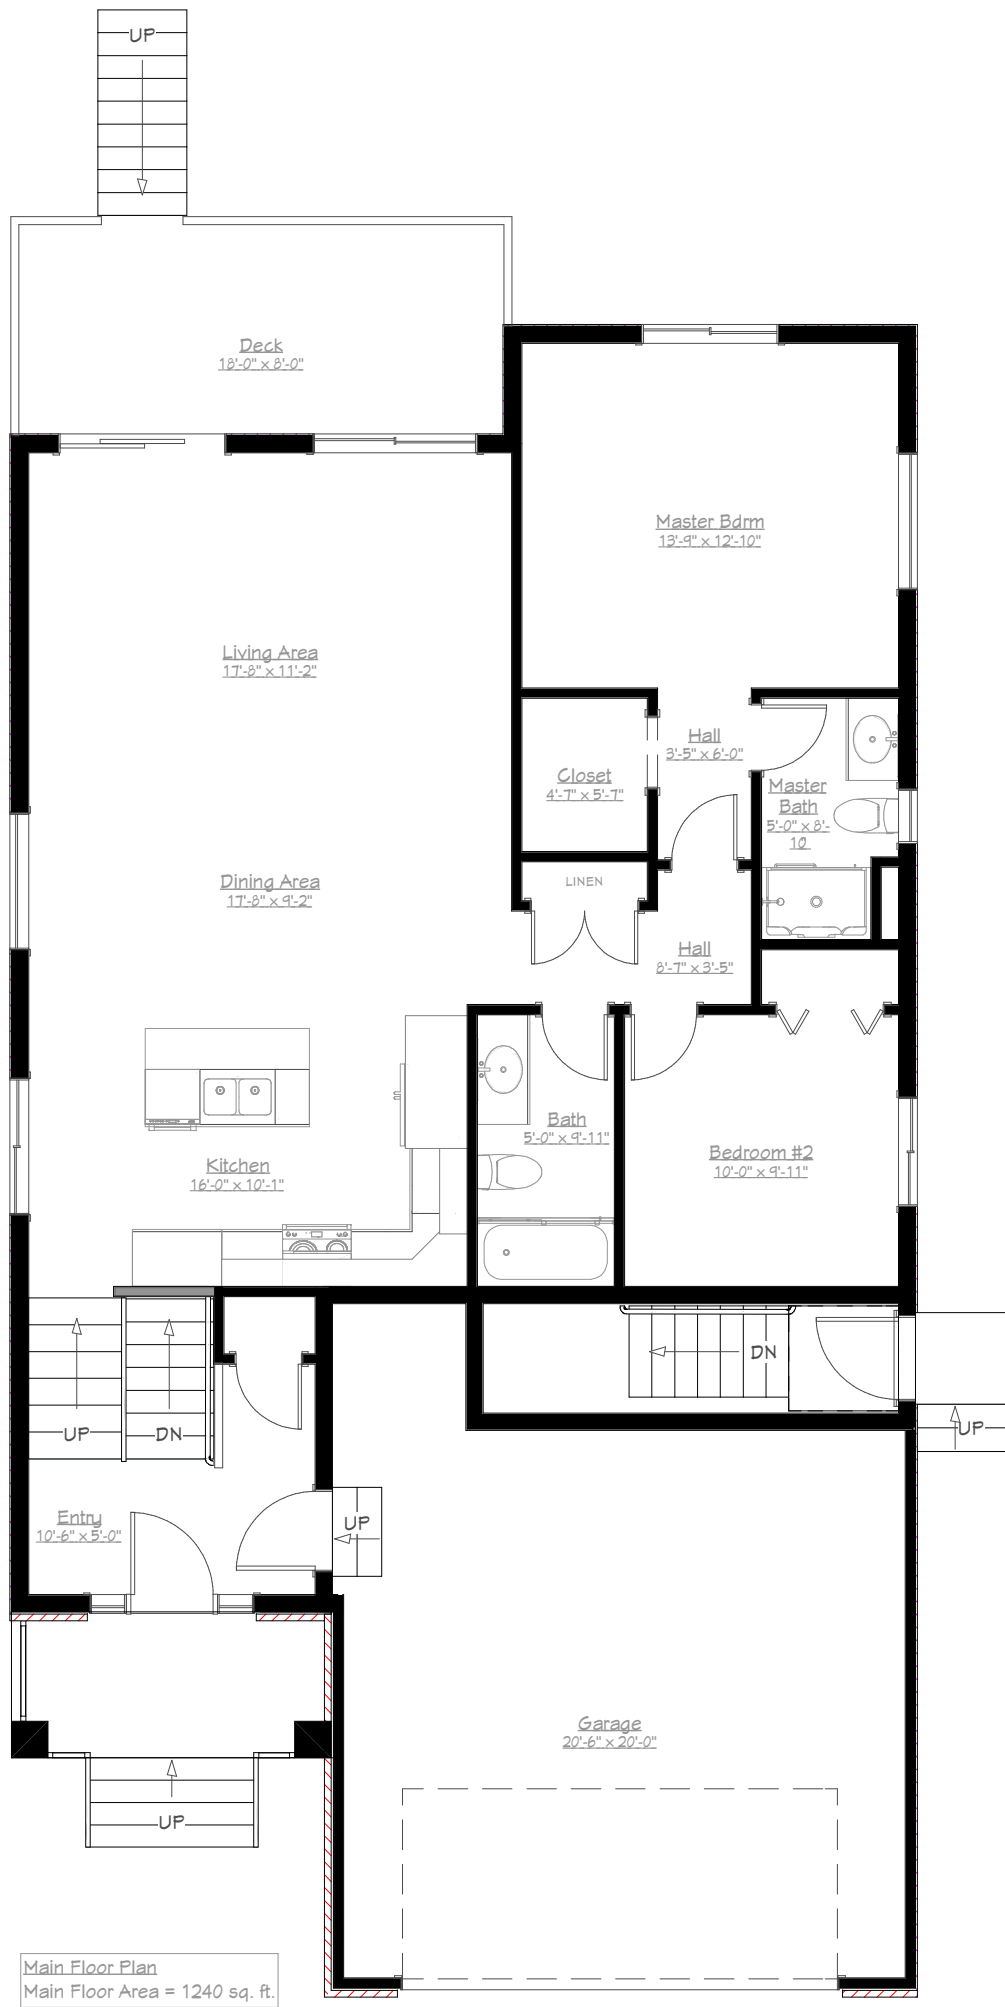 UP
Deck
18'-0" x 8'-0"
Master Bdrm
13'-9" x 12'-10"
Living Area
17'-8" x 11'-2"
Hall
3'-5" x 6'-0"
Closet
4'-7" x 5'-7"
Master
Bath
5'-0" x 8'-
10"
Dining Area
17'-8" x 9'-2"
LINEN
Hall
8'-7" x 3'-5"
Bath
5'-0" x 9'-11"
Bedroom #2
10'-0" x 9'-11"
Kitchen
16'-0" x 10'-1"
DN
UP
DN
UP
Entry
10'-6" x 5'-0"
UP
Garage
20'-6" x 20'-0"
UP
Main Floor Plan
Main Floor Area = 1240 sq. ft.